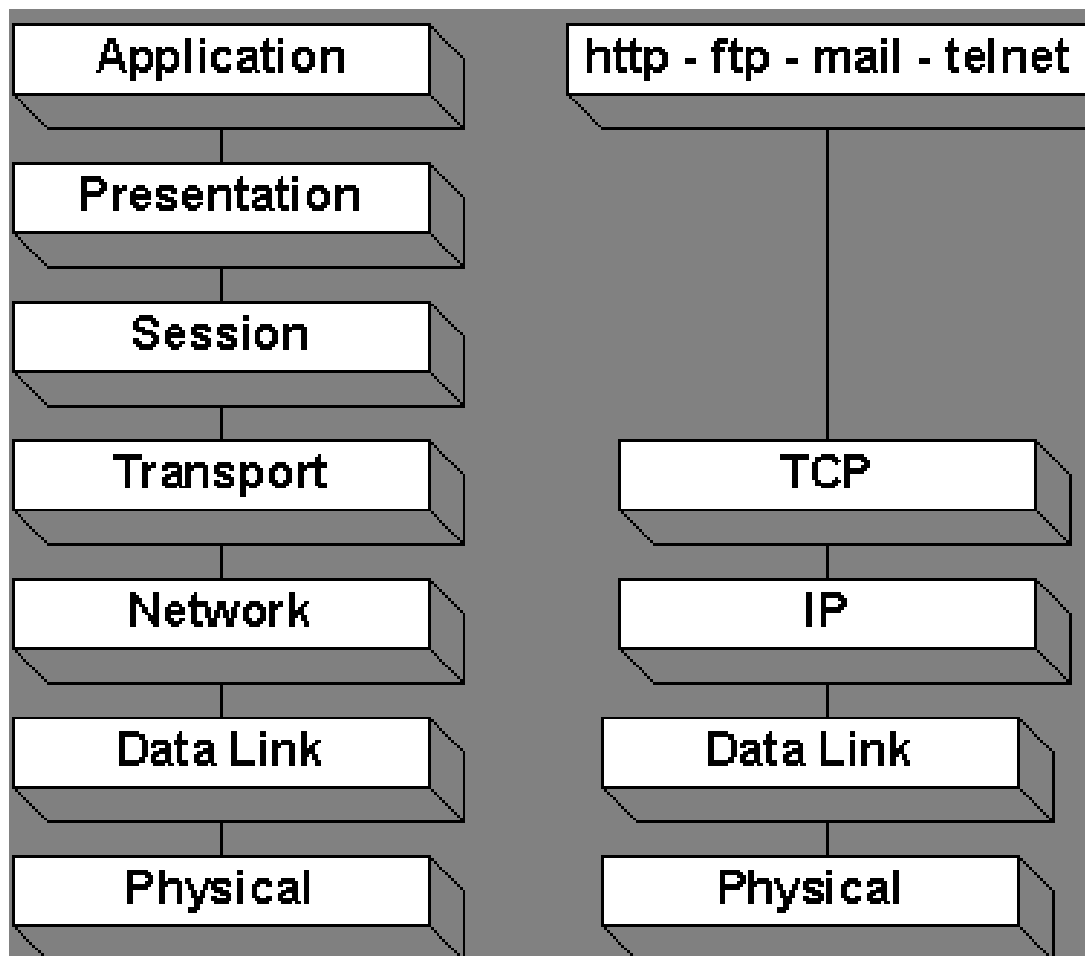 Application
http - ftp - mail - telnet
Presentation
Session
Transport
TCP
Network
IP
Data Link
Data Link
Physical
Physical